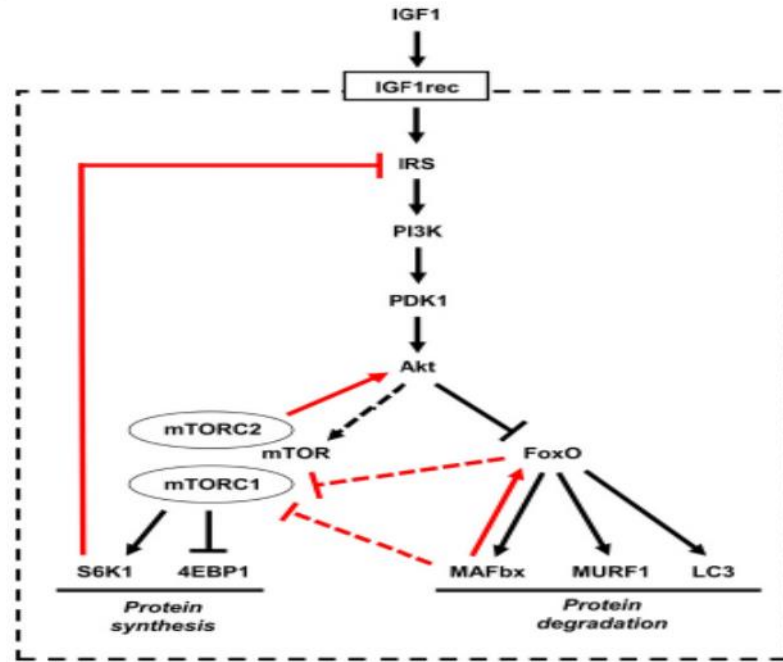 IGF1
IGF1rec
IRS
PI3K
PDK1
Akt
mTORC2
mTOR
FoxO
mTORC1
S6K1 4EBP1 MAFbx MURF1 LC3
Protein synthesis
Protein degradation